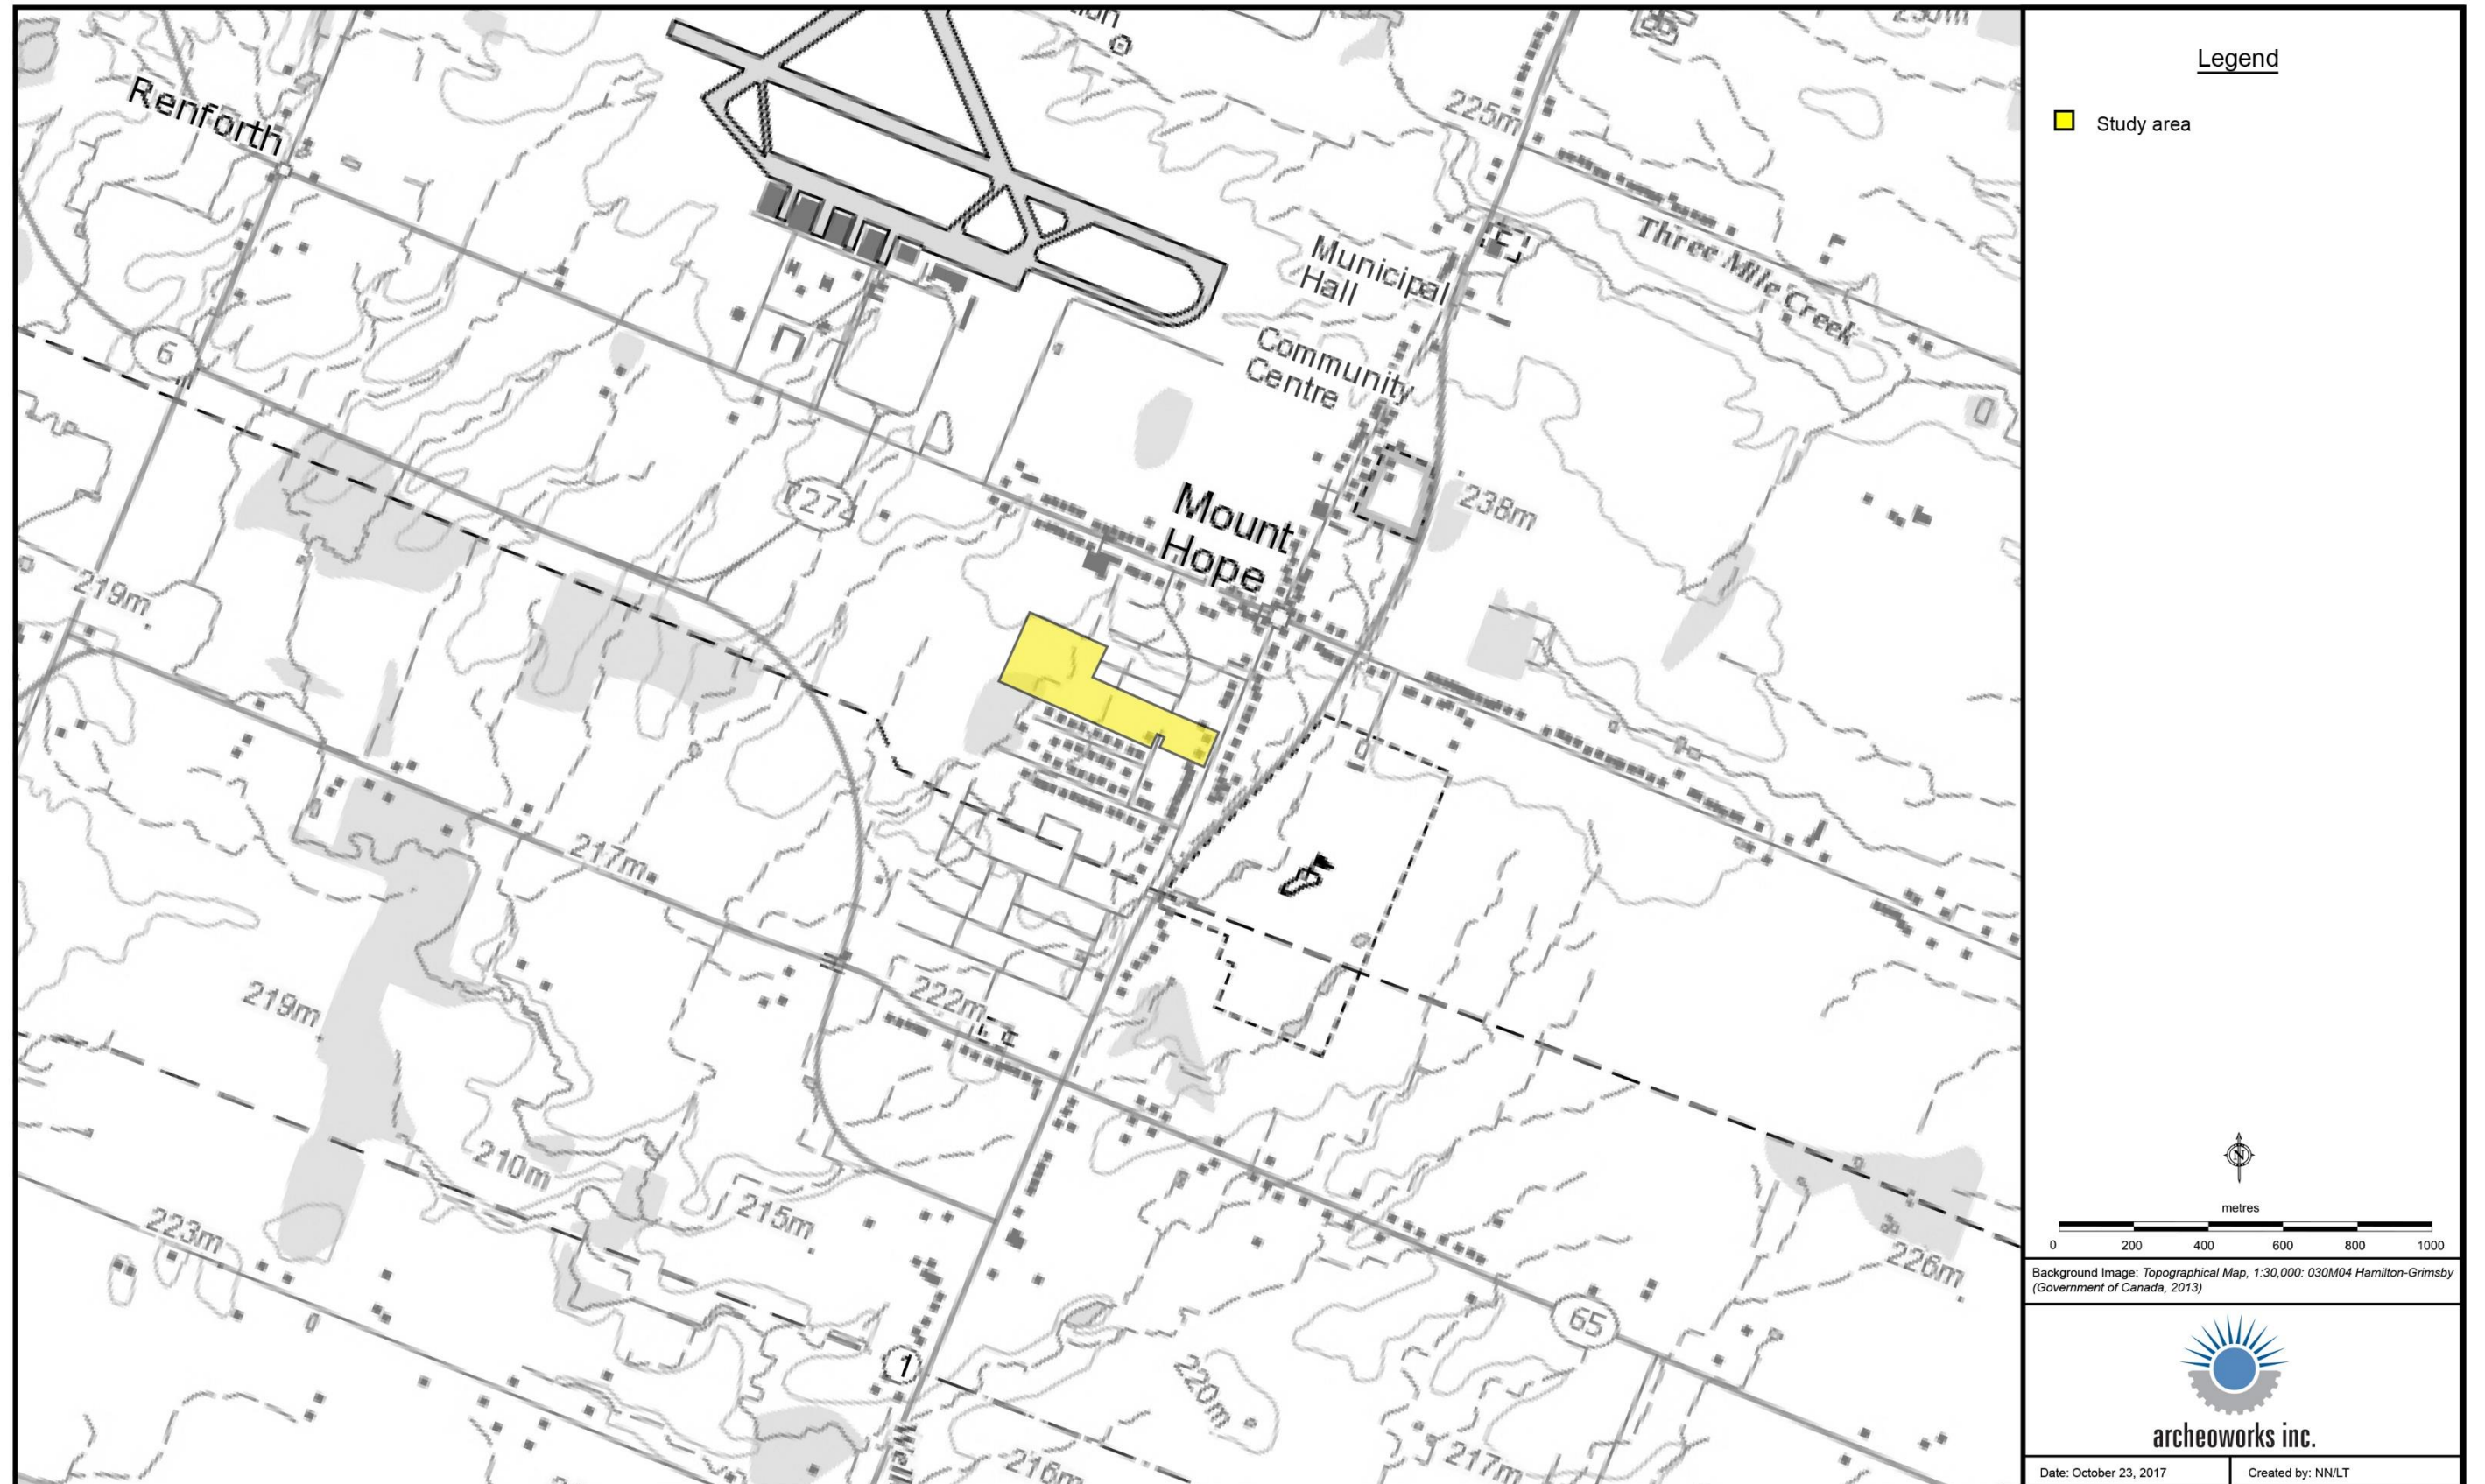 225m
Renforth
Three Mile Creek
Municipal
Hall
Community
Centre
6
274
238m
Mount
Hope
219m
217m
219m
222m
210m
215m
223m
226m
65
1
220m
217m
216m
Legend
Study area
N
metres
0 200 400 600 800 1000
Background Image: Topographical Map, 1:30,000: 030M04 Hamilton-Grimsby
(Government of Canada, 2013)
archeoworks inc.
Date: October 23, 2017
Created by: NN/LT